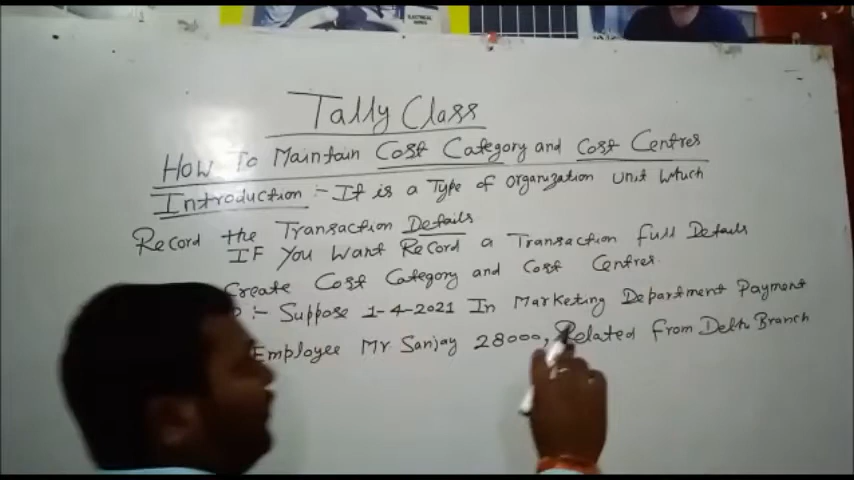 Tally Class
How To Maintain Cost Category and Cost Centres
Introduction :- It is a Type of organization unit which
Record the Transaction Details
IF You Want Record a Transaction full Details
Create Cost Category and Cost Centres.
:- Suppose 1-4-2021 In Marketing Department Payment
Employee Mr Sanjay 28000, Related from Delhi Branch